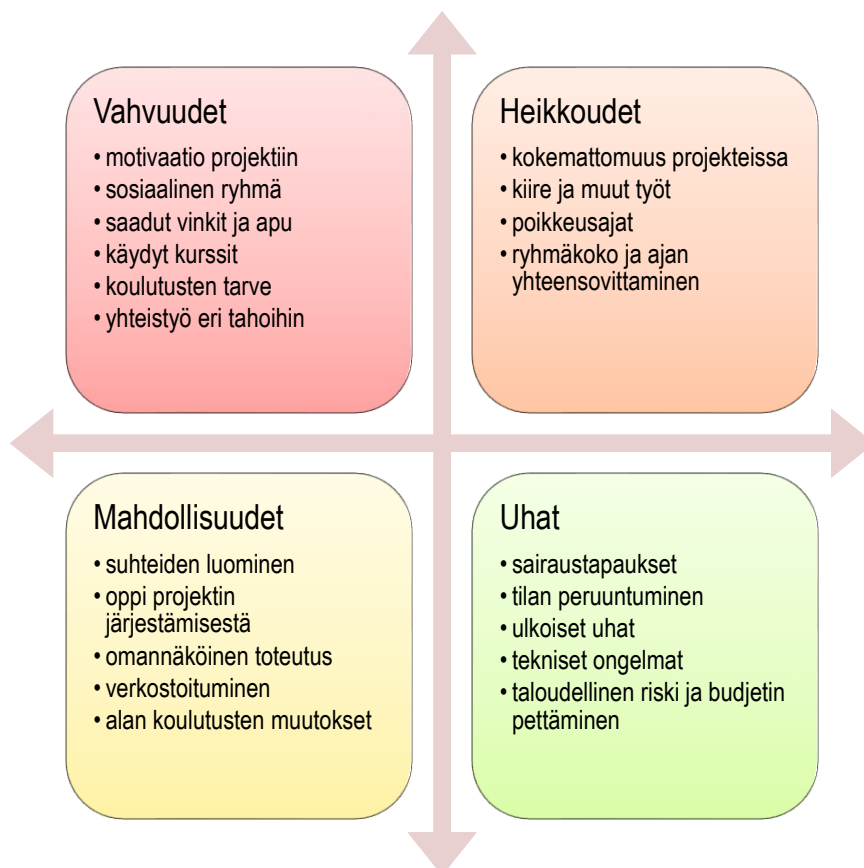 Vahvuudet
• motivaatio projektiin
• sosiaalinen ryhmä
• saadut vinkit ja apu
• käydyt kurssit
• koulutusten tarve
• yhteistyö eri tahoihin
Heikkoudet
• kokemattomuus projekteissa
• kiire ja muut työt
• poikkeusajat
• ryhmäkoko ja ajan
yhteensovittaminen
Mahdollisuudet
• suhteiden luominen
• oppi projektin
järjestämisestä
• omannäköinen toteutus
• verkostoituminen
• alan koulutusten muutokset
Uhat
• sairaustapaukset
• tilan peruuntuminen
• ulkoiset uhat
• tekniset ongelmat
• taloudellinen riski ja budjetin
pettäminen